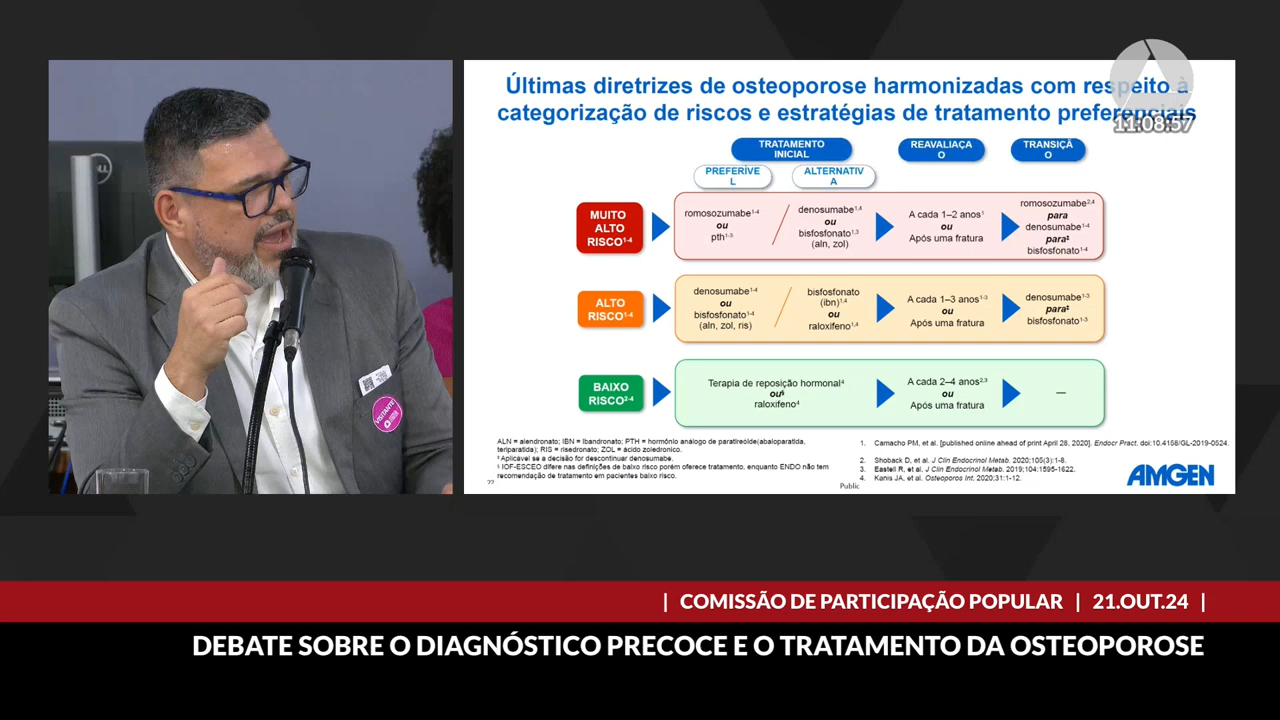 Últimas diretrizes de osteoporose harmonizadas com respeito à
categorização de riscos e estratégias de tratamento preferenciais
11:08:57
TRATAMENTO
INICIAL
REAVALIAÇÃ
O
TRANSIÇÃ
O
PREFERÍVE
L
ALTERNATIV
A
MUITO
ALTO
RISCO¹⁻⁴
romosozumabe¹⁻⁴
ou
pth¹⁻³
denosumabe¹,⁴
ou
bisfosfonato¹,³
(aln, zol)
A cada 1–2 anos¹
ou
Após uma fratura
romosozumabe²,⁴
para
denosumabe¹⁻⁴
para‡
bisfosfonato¹⁻⁴
ALTO
RISCO¹⁻⁴
denosumabe¹⁻⁴
ou
bisfosfonato¹⁻⁴
(aln, zol, ris)
bisfosfonato
(ibn)¹,⁴
ou
raloxifeno¹,⁴
A cada 1–3 anos¹⁻³
ou
Após uma fratura
denosumabe¹⁻³
para‡
bisfosfonato¹⁻³
BAIXO
RISCO²⁻⁴
Terapia de reposição hormonal⁴
ou§
raloxifeno⁴
A cada 2–4 anos²,³
ou
Após uma fratura
—
ALN = alendronato; IBN = Ibandronato; PTH = hormônio análogo de paratireóide(abaloparatida,
teriparatida); RIS = risedronato; ZOL = ácido zoledronico.
‡ Aplicável se a decisão for descontinuar denosumabe.
§ IOF-ESCEO difere nas definições de baixo risco porém oferece tratamento, enquanto ENDO não tem
recomendação de tratamento em pacientes baixo risco.
1. Camacho PM, et al. [published online ahead of print April 28, 2020]. Endocr Pract. doi:10.4158/GL-2019-0524.
2. Shoback D, et al. J Clin Endocrinol Metab. 2020;105(3):1-8.
3. Eastell R, et al. J Clin Endocrinol Metab. 2019;104:1595-1622.
4. Kanis JA, et al. Osteoporos Int. 2020;31:1-12.
Public
AMGEN
DELL
VISITANTE
| COMISSÃO DE PARTICIPAÇÃO POPULAR | 21.OUT.24 |
DEBATE SOBRE O DIAGNÓSTICO PRECOCE E O TRATAMENTO DA OSTEOPOROSE